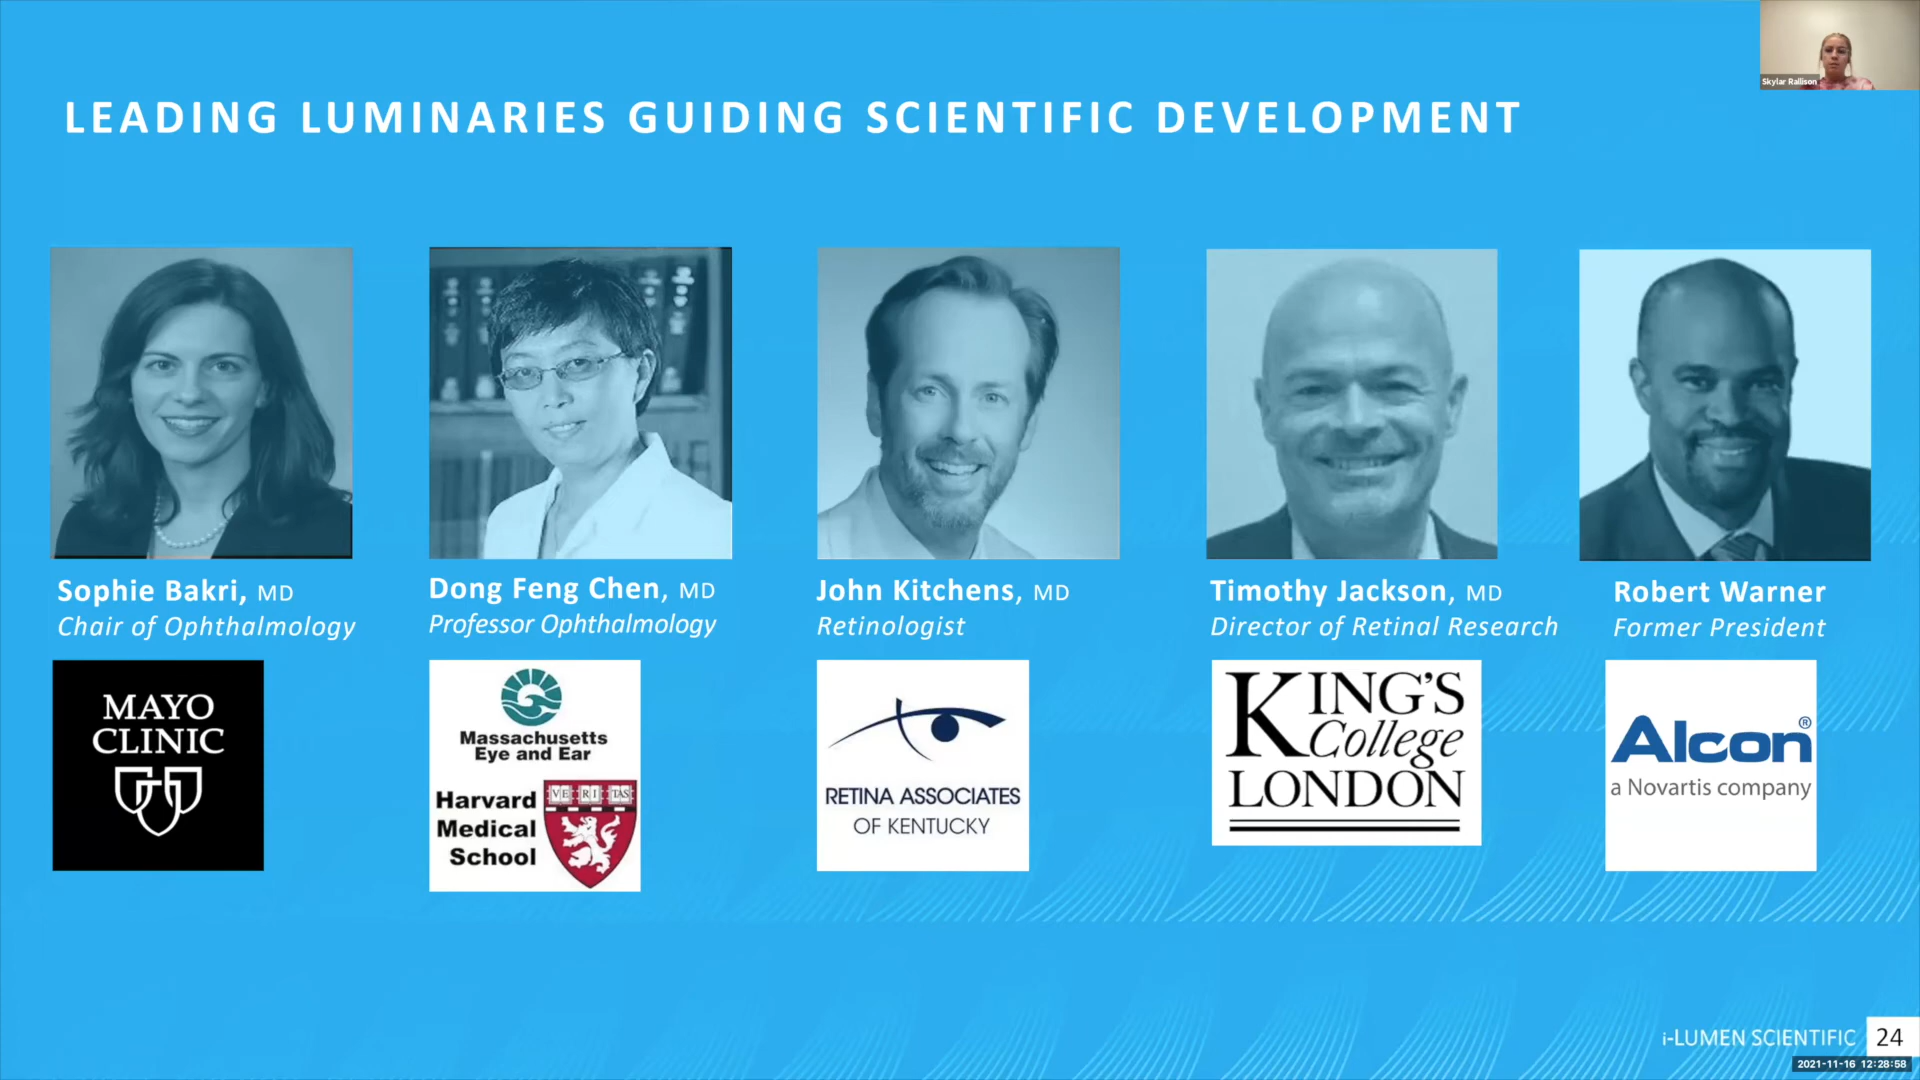 Skylar Rallison
LEADING LUMINARIES GUIDING SCIENTIFIC DEVELOPMENT
Sophie Bakri, MD
Chair of Ophthalmology
MAYO
CLINIC
Dong Feng Chen, MD
Professor Ophthalmology
Massachusetts
Eye and Ear
Harvard
Medical
School
VE RI TAS
John Kitchens, MD
Retinologist
RETINA ASSOCIATES
OF KENTUCKY
Timothy Jackson, MD
Director of Retinal Research
KING'S
College
LONDON
Robert Warner
Former President
Alcon®
a Novartis company
i-LUMEN SCIENTIFIC 24
2021-11-16 12:28:58